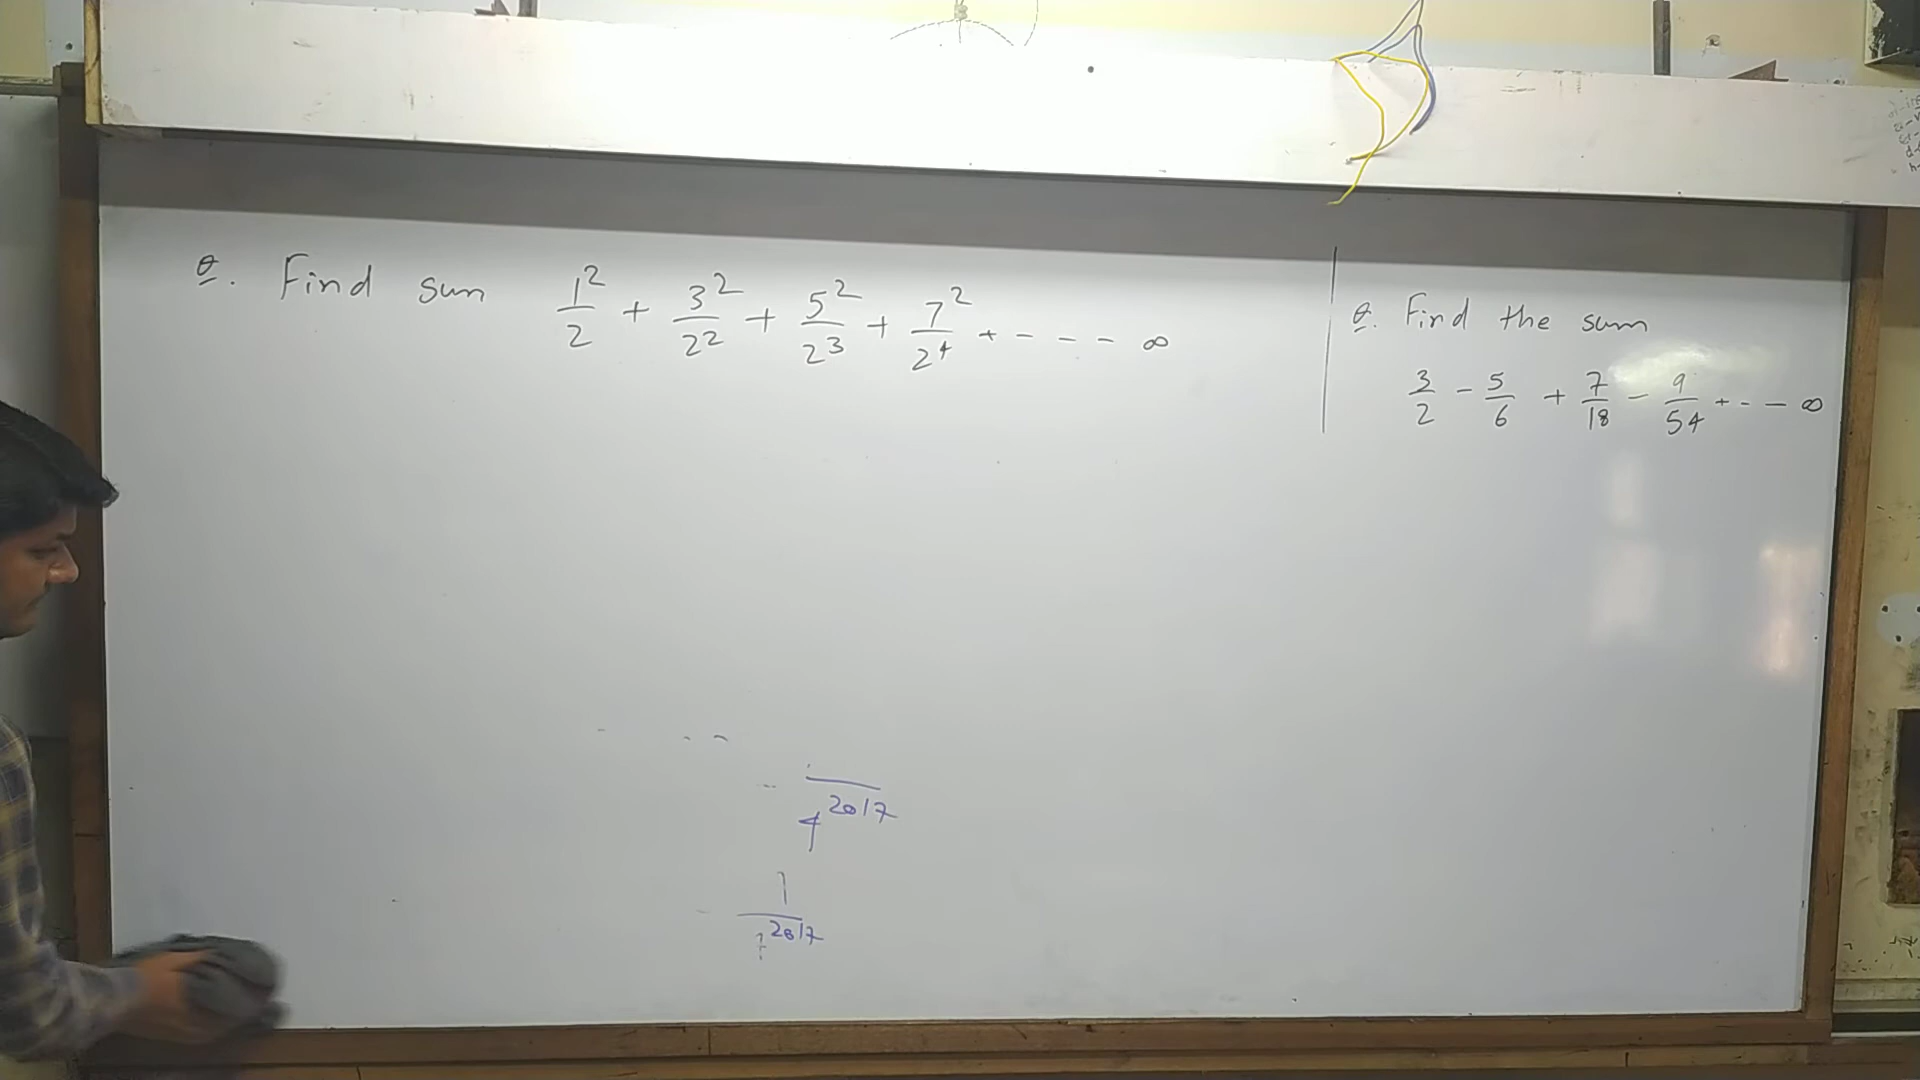 Q. Find sum 1²/2 + 3²/2² + 5²/2³ + 7²/2⁴ + - - - ∞
Q. Find the sum
3/2 - 5/6 + 7/18 - 9/54 + - - ∞
4²⁰¹⁷
1
2017